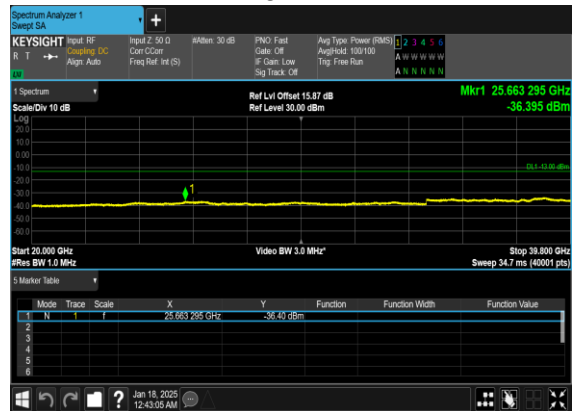 Spectrum Analyzer 1
Swept SA
+
KEYSIGHT Input: RF Input Z: 50 Ω #Atten: 30 dB PNO: Fast Avg Type: Power (RMS) 1 2 3 4 5 6
R T Coupling: DC Corr CCorr Gate: Off Avg|Hold: 100/100 A W W W W W
Align: Auto Freq Ref: Int (S) IF Gain: Low Trig: Free Run
LW Sig Track: Off A N N N N N
1 Spectrum Ref Lvl Offset 15.87 dB Mkr1 25.663 295 GHz
Scale/Div 10 dB Ref Level 30.00 dBm -36.395 dBm
Log
20.0
10.0
0.00
-10.0
DL1 -13.00 dBm
-20.0
-30.0
1
-40.0
-50.0
-60.0
Start 20.000 GHz Video BW 3.0 MHz* Stop 39.800 GHz
#Res BW 1.0 MHz Sweep 34.7 ms (40001 pts)
5 Marker Table
Mode Trace Scale X Y Function Function Width Function Value
1 N 1 f 25.663 295 GHz -36.40 dBm
2
3
4
5
6
? Jan 18, 2025
12:43:05 AM